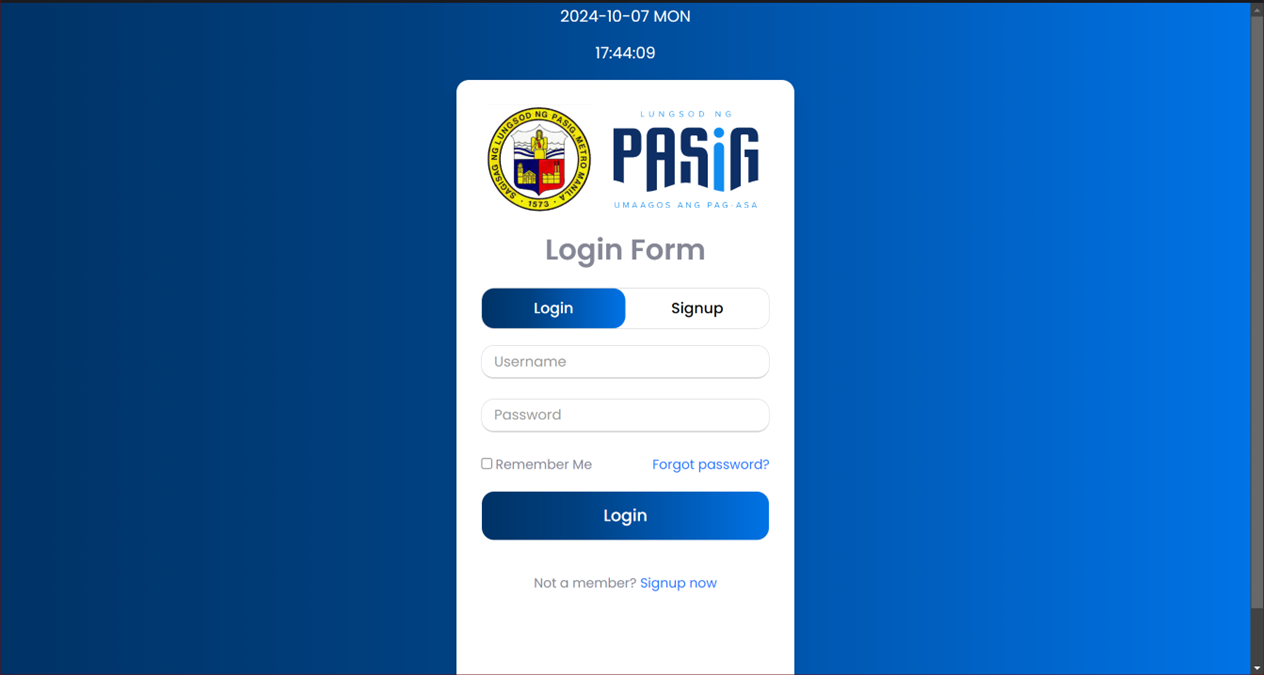 2024-10-07 MON
17:44:09
SAGISAG NG LUNGSOD NG PASIG, METRO MANILA
· 1573 ·
LUNGSOD NG
PASiG
UMAAGOS ANG PAG-ASA
Login Form
Login Signup
Username
Password
Remember Me Forgot password?
Login
Not a member? Signup now